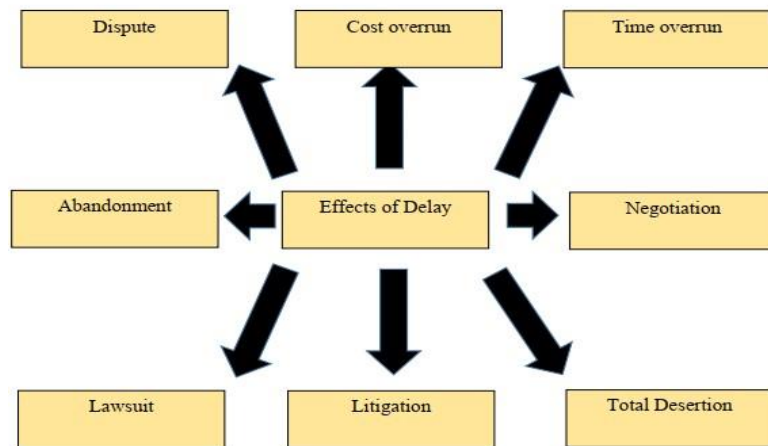 Dispute
Cost overrun
Time overrun
Abandonment
Effects of Delay
Negotiation
Lawsuit
Litigation
Total Desertion